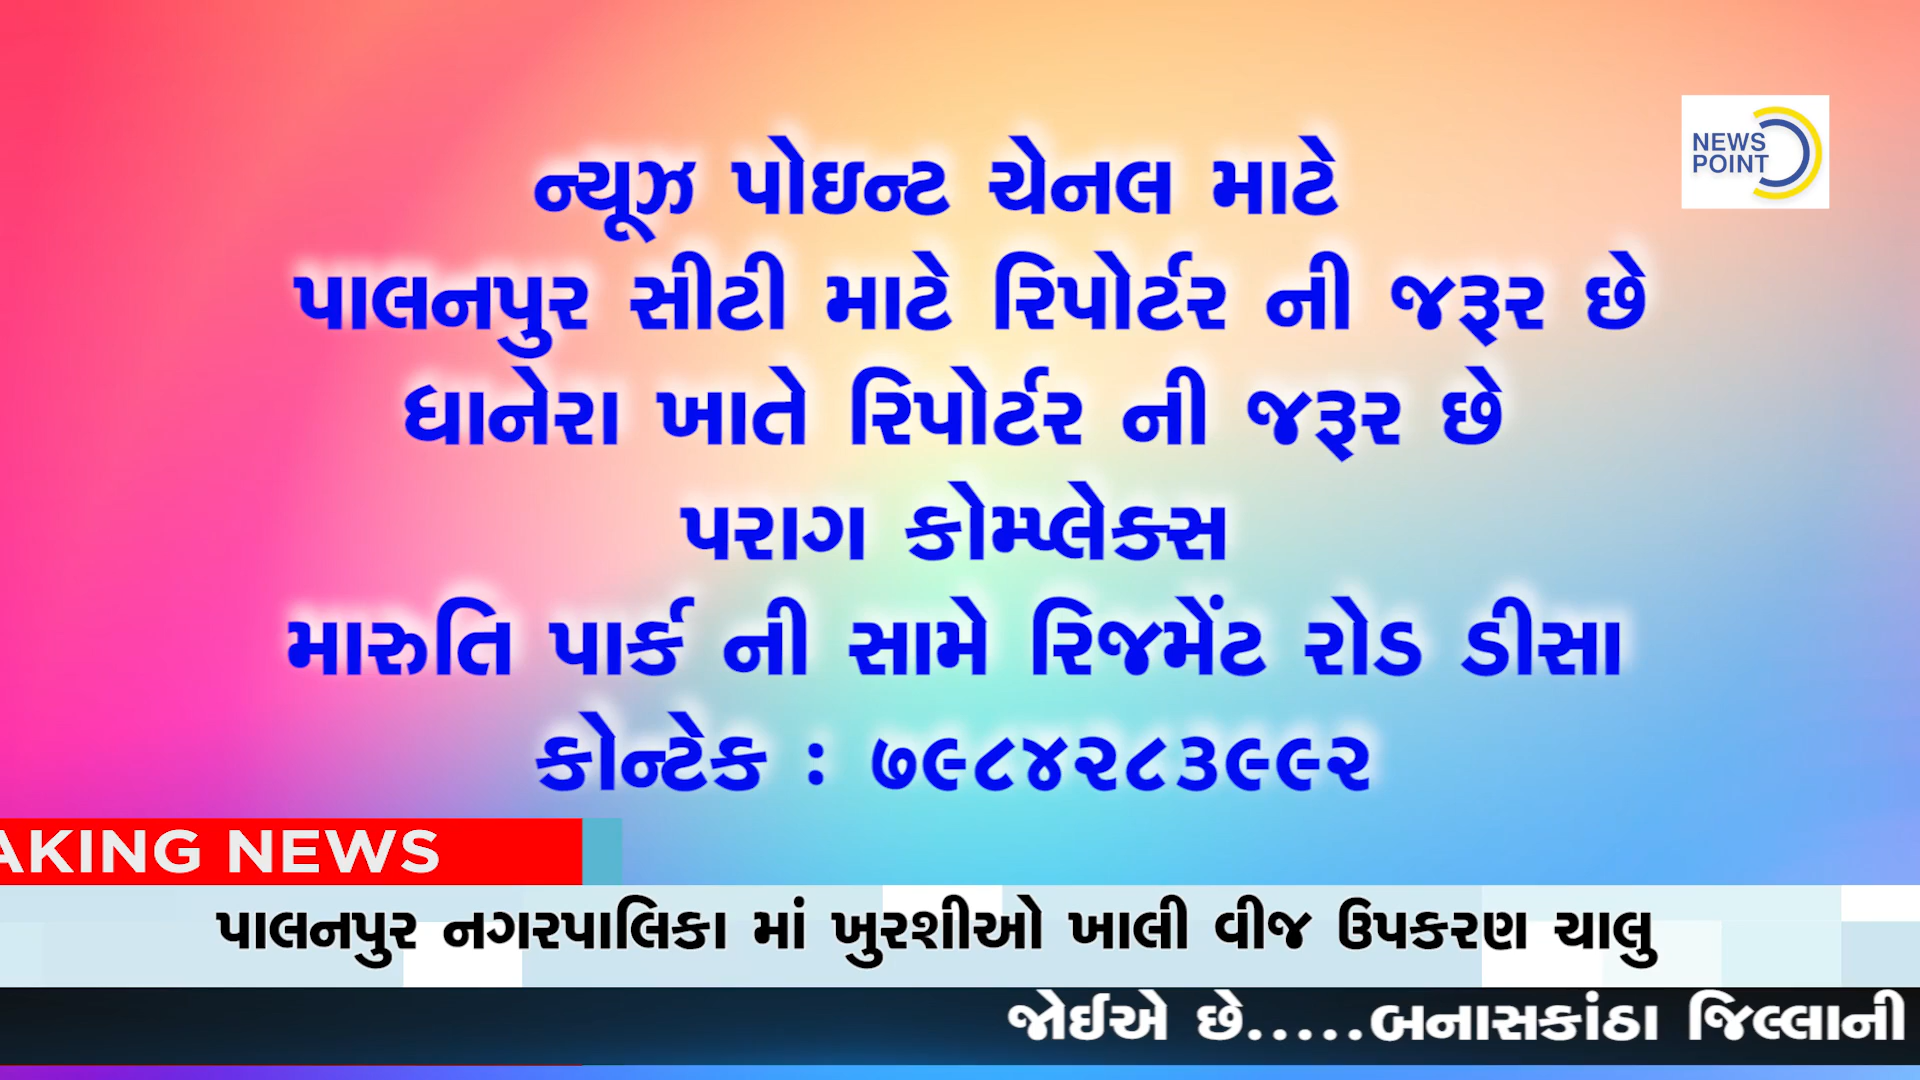 NEWS
POINT
ન્યૂઝ પોઇન્ટ ચેનલ માટે
પાલનપુર સીટી માટે રિપોર્ટર ની જરૂર છે
ધાનેરા ખાતે રિપોર્ટર ની જરૂર છે
પરાગ કોમ્પ્લેક્સ
મારુતિ પાર્ક ની સામે રિજમેંટ રોડ ડીસા
કોન્ટેક : ૭૯૮૪૨૮૩૯૯૨
AKING NEWS
પાલનપુર નગરપાલિકા માં ખુરશીઓ ખાલી વીજ ઉપકરણ ચાલુ
જોઈએ છે.....બનાસકાંઠા જિલ્લાની